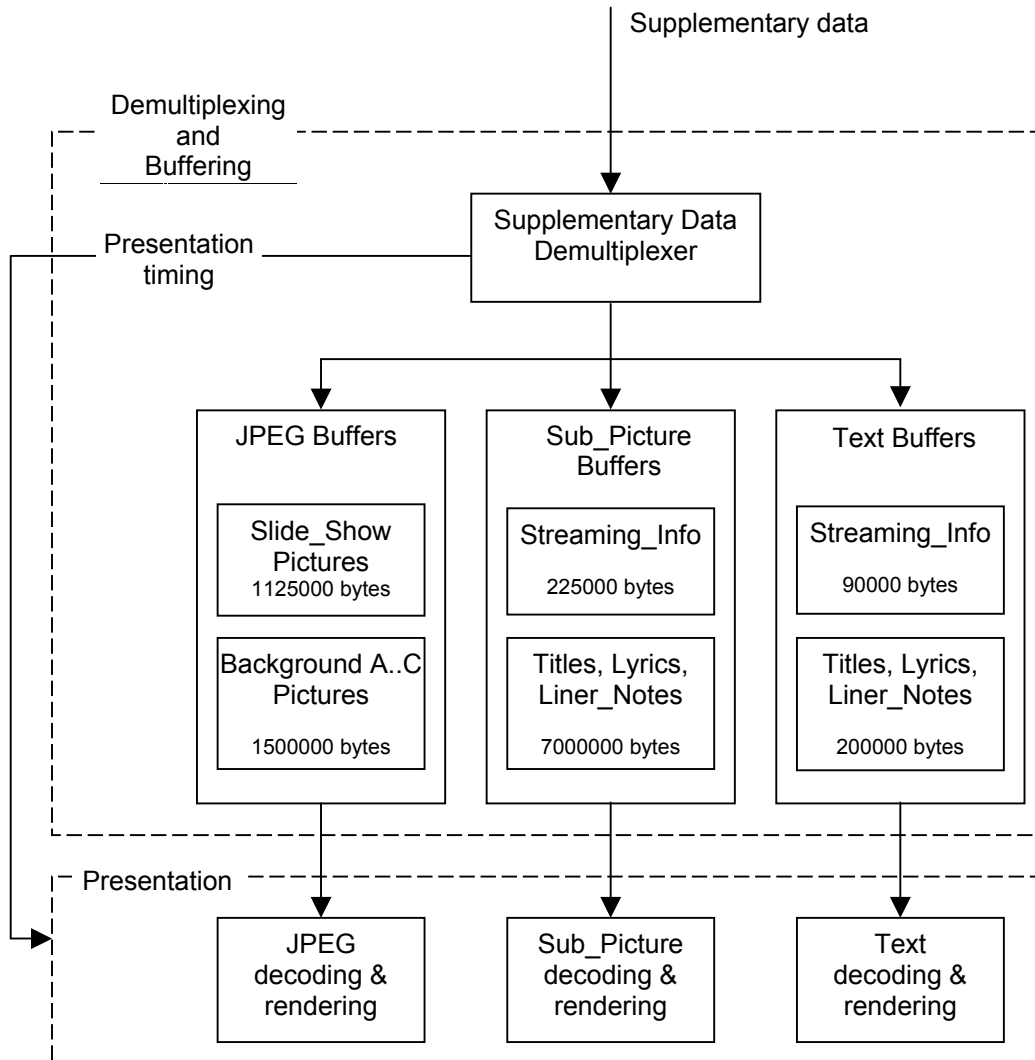 Supplementary data
Demultiplexing
and
Buffering
Supplementary Data
Demultiplexer
Presentation
timing
JPEG Buffers
Slide_Show
Pictures
1125000 bytes
Background A..C
Pictures
1500000 bytes
Sub_Picture
Buffers
Streaming_Info
225000 bytes
Titles, Lyrics,
Liner_Notes
7000000 bytes
Text Buffers
Streaming_Info
90000 bytes
Titles, Lyrics,
Liner_Notes
200000 bytes
Presentation
JPEG
decoding &
rendering
Sub_Picture
decoding &
rendering
Text
decoding &
rendering